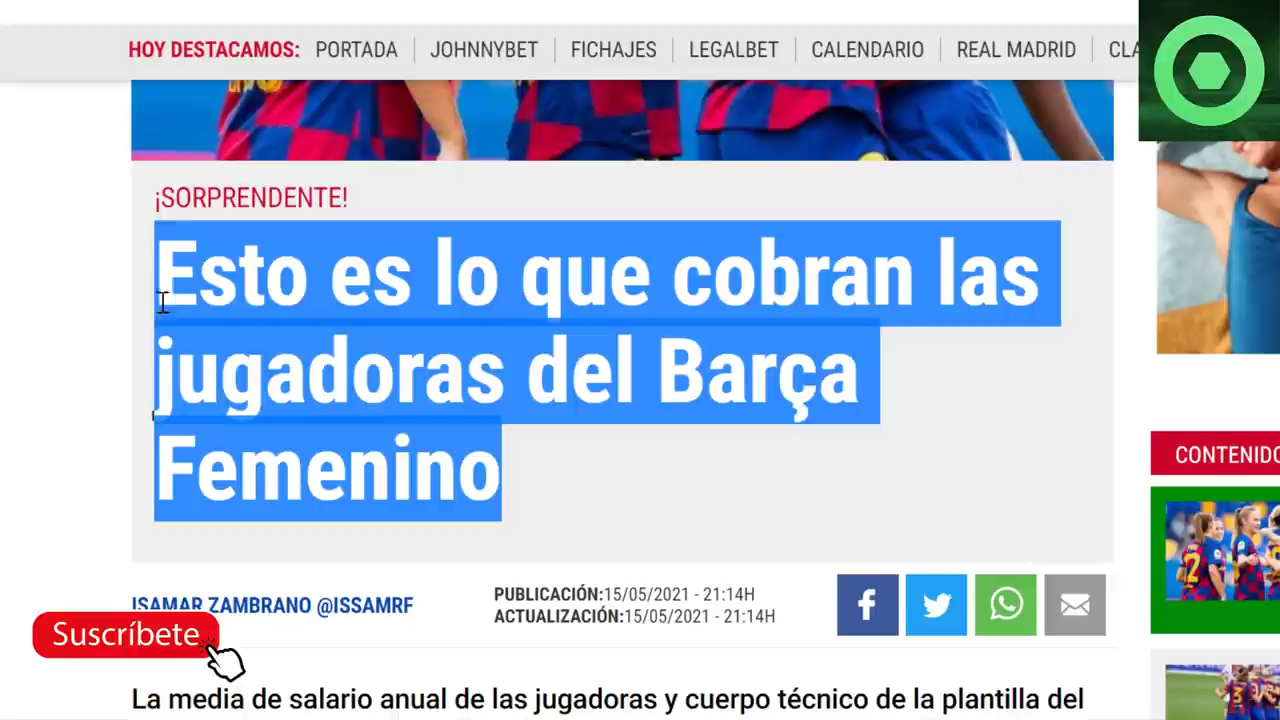 HOY DESTACAMOS: PORTADA JOHNNYBET FICHAJES LEGALBET CALENDARIO REAL MADRID
¡SORPRENDENTE!
Esto es lo que cobran las
jugadoras del Barça
Femenino
ISAMAR ZAMBRANO @ISSAMRF
PUBLICACIÓN:15/05/2021 - 21:14H
ACTUALIZACIÓN:15/05/2021 - 21:14H
Suscríbete
La media de salario anual de las jugadoras y cuerpo técnico de la plantilla del
CONTENIDO
2
3